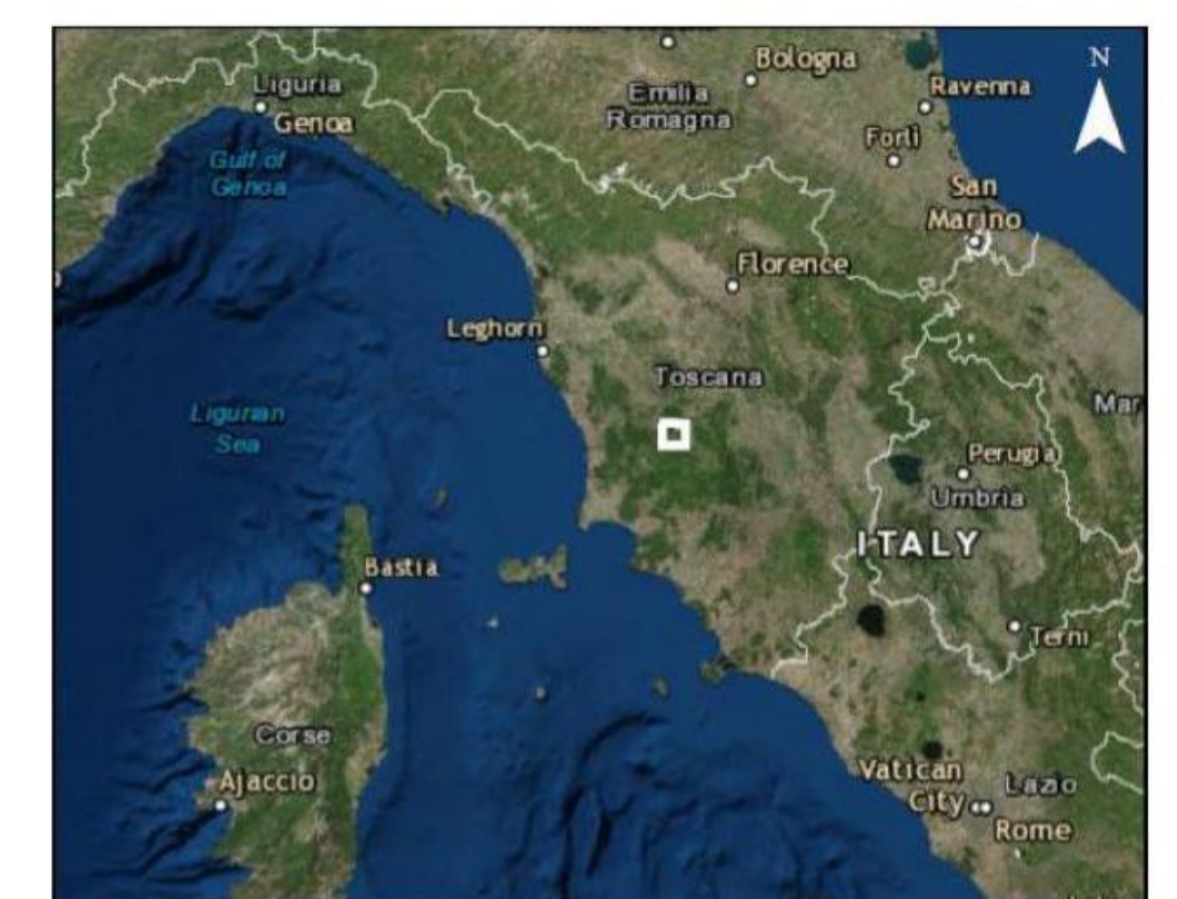 N
Bologna
Liguria
Emilia
Romagna
Ravenna
Genoa
Forlì
Gulf of
Genoa
San
Marino
Florence
Leghorn
Toscana
Mar
Ligurian
Sea
Perugia
Umbria
ITALY
Bastia
Terni
Corse
Ajaccio
Vatican
City
Lazio
Rome